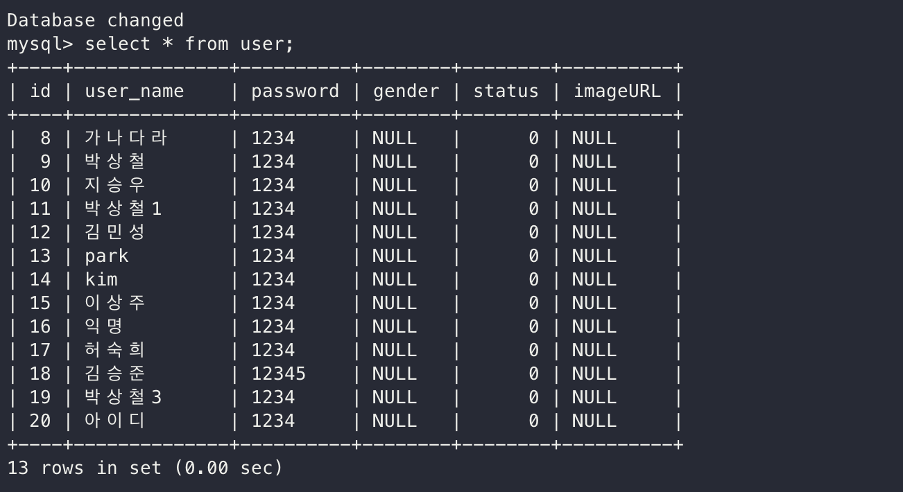 Database changed
mysql> select * from user;
+----+--------------+----------+--------+--------+----------+
| id | user_name    | password | gender | status | imageURL |
+----+--------------+----------+--------+--------+----------+
|  8 | 가나다라     | 1234     | NULL   |      0 | NULL     |
|  9 | 박상철       | 1234     | NULL   |      0 | NULL     |
| 10 | 지승우       | 1234     | NULL   |      0 | NULL     |
| 11 | 박상철1      | 1234     | NULL   |      0 | NULL     |
| 12 | 김민성       | 1234     | NULL   |      0 | NULL     |
| 13 | park         | 1234     | NULL   |      0 | NULL     |
| 14 | kim          | 1234     | NULL   |      0 | NULL     |
| 15 | 이상주       | 1234     | NULL   |      0 | NULL     |
| 16 | 익명         | 1234     | NULL   |      0 | NULL     |
| 17 | 허숙희       | 1234     | NULL   |      0 | NULL     |
| 18 | 김승준       | 12345    | NULL   |      0 | NULL     |
| 19 | 박상철3      | 1234     | NULL   |      0 | NULL     |
| 20 | 아이디       | 1234     | NULL   |      0 | NULL     |
+----+--------------+----------+--------+--------+----------+
13 rows in set (0.00 sec)